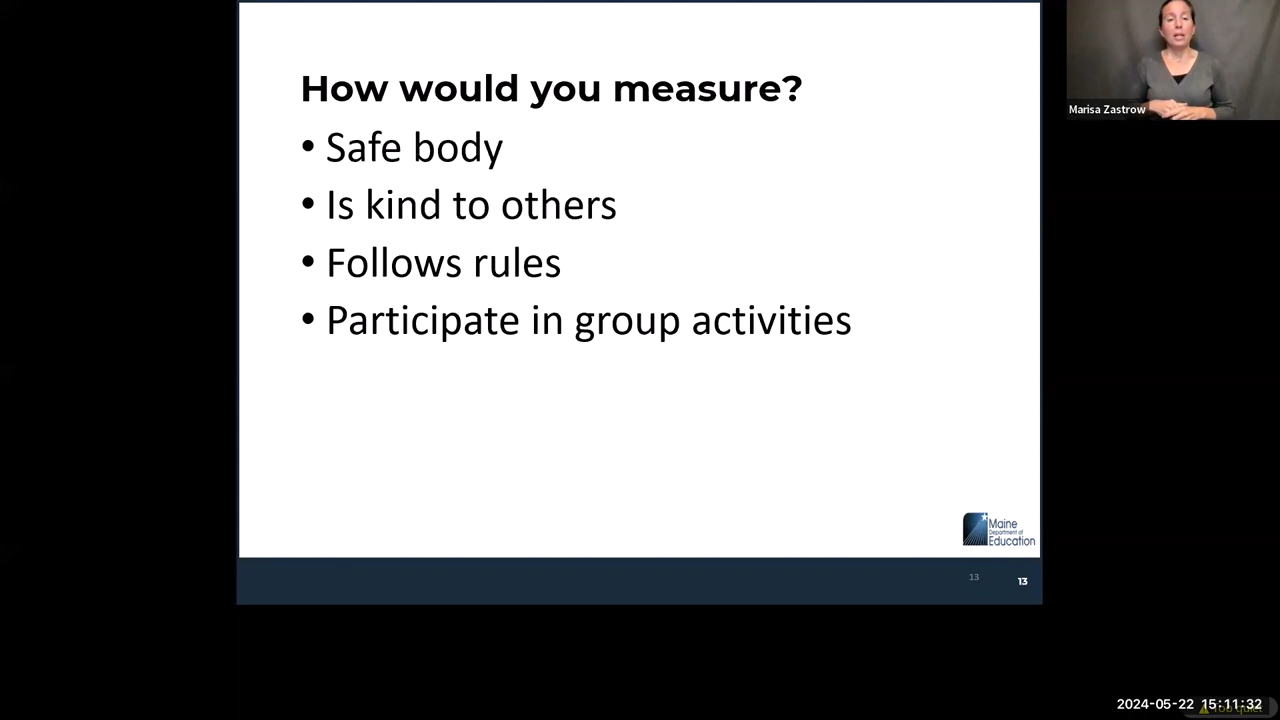 How would you measure?
• Safe body
• Is kind to others
• Follows rules
• Participate in group activities
Maine
Department of
Education
13
13
Marisa Zastrow
2024-05-22 15:11:32